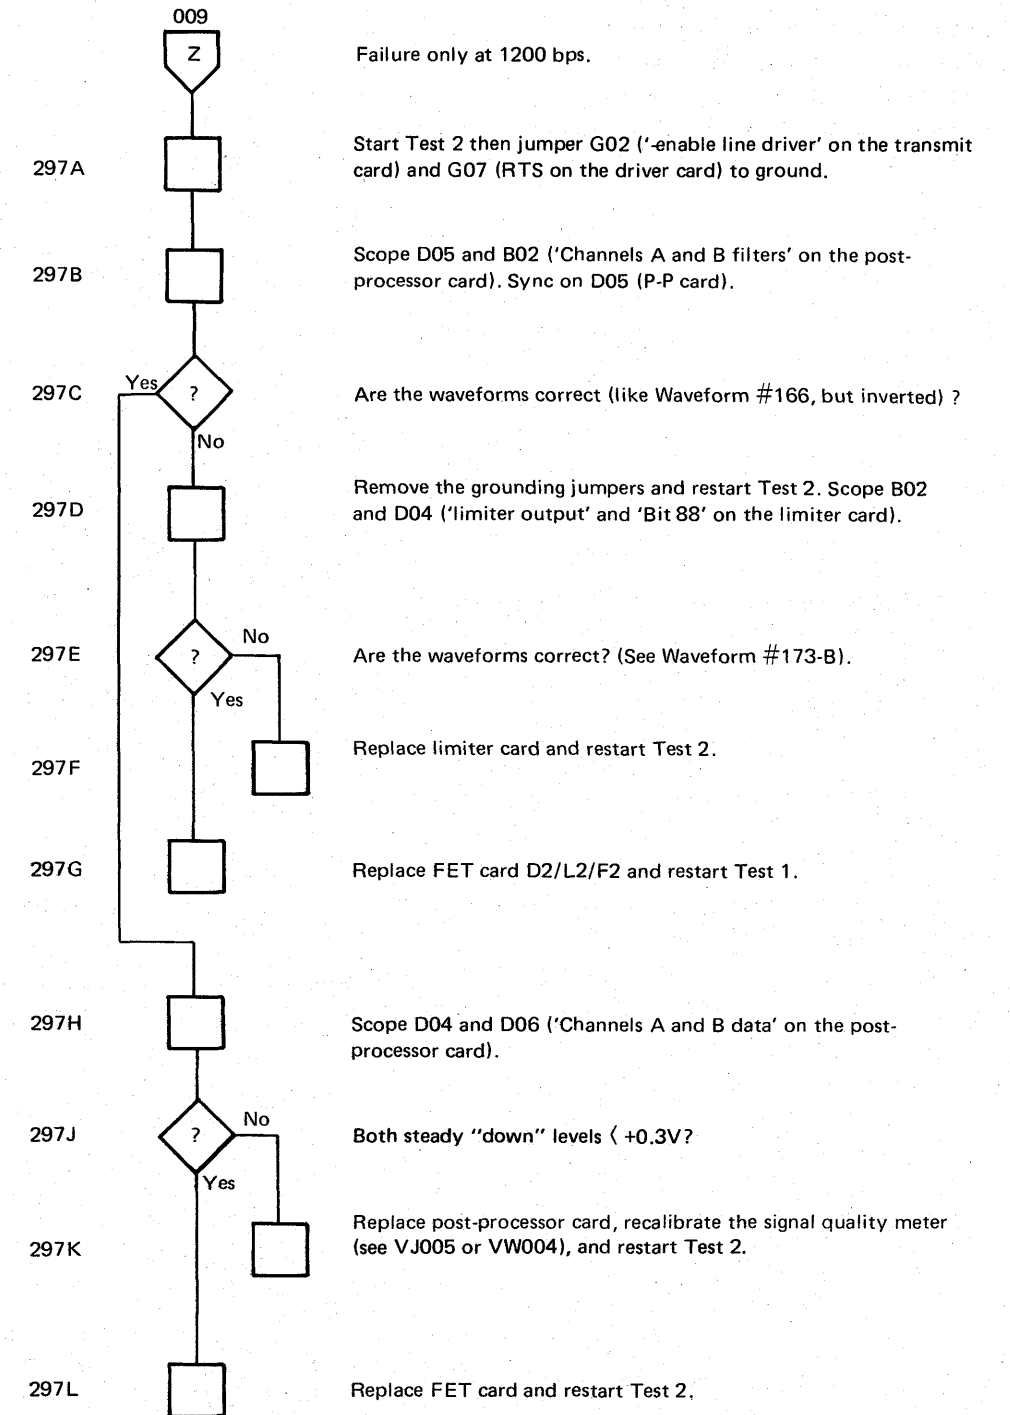 009
Z
Failure only at 1200 bps.
297A
Start Test 2 then jumper G02 ('-enable line driver' on the transmit
card) and G07 (RTS on the driver card) to ground.
297B
Scope D05 and B02 ('Channels A and B filters' on the post-
processor card). Sync on D05 (P-P card).
297C
Yes
?
No
Are the waveforms correct (like Waveform #166, but inverted) ?
297D
Remove the grounding jumpers and restart Test 2. Scope B02
and D04 ('limiter output' and 'Bit 88' on the limiter card).
297E
?
No
Yes
Are the waveforms correct? (See Waveform #173-B).
297F
Replace limiter card and restart Test 2.
297G
Replace FET card D2/L2/F2 and restart Test 1.
297H
Scope D04 and D06 ('Channels A and B data' on the post-
processor card).
297J
?
No
Yes
Both steady "down" levels < +0.3V?
297K
Replace post-processor card, recalibrate the signal quality meter
(see VJ005 or VW004), and restart Test 2.
297L
Replace FET card and restart Test 2.